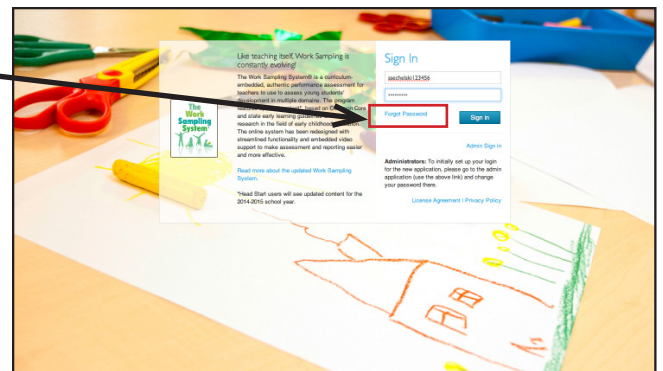 Like teaching itself, Work Sampling is
constantly evolving!
The Work Sampling System® is a curriculum-
embedded, authentic performance assessment for
teachers to use to assess young students'
development in multiple domains. The program
based on Common Core
and state early learning guidelines
research in the field of early childhood
The online system has been redesigned with
streamlined functionality and embedded video
support to make assessment and reporting easier
and more effective.
Read more about the updated Work Sampling
System.
*Head Start users will see updated content for the
2014-2015 school year.
The
Work
Sampling
System
Sign In
ssechelski123456
•••••••••
Forgot Password
Sign In
Admin Sign in
Administrators: To initially set up your login
for the new application, please go to the admin
application (use the above link) and change
your password there.
License Agreement | Privacy Policy